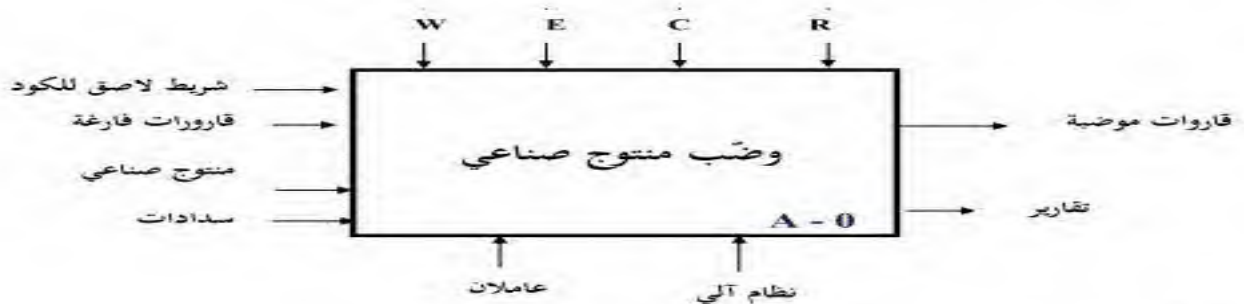 W E C R
شريط لاصق للكود
قارورات فارغة
منتوج صناعي
سدادات
وضّب منتوج صناعي
A - 0
قاروات موضبة
تقارير
عاملان
نظام آلي